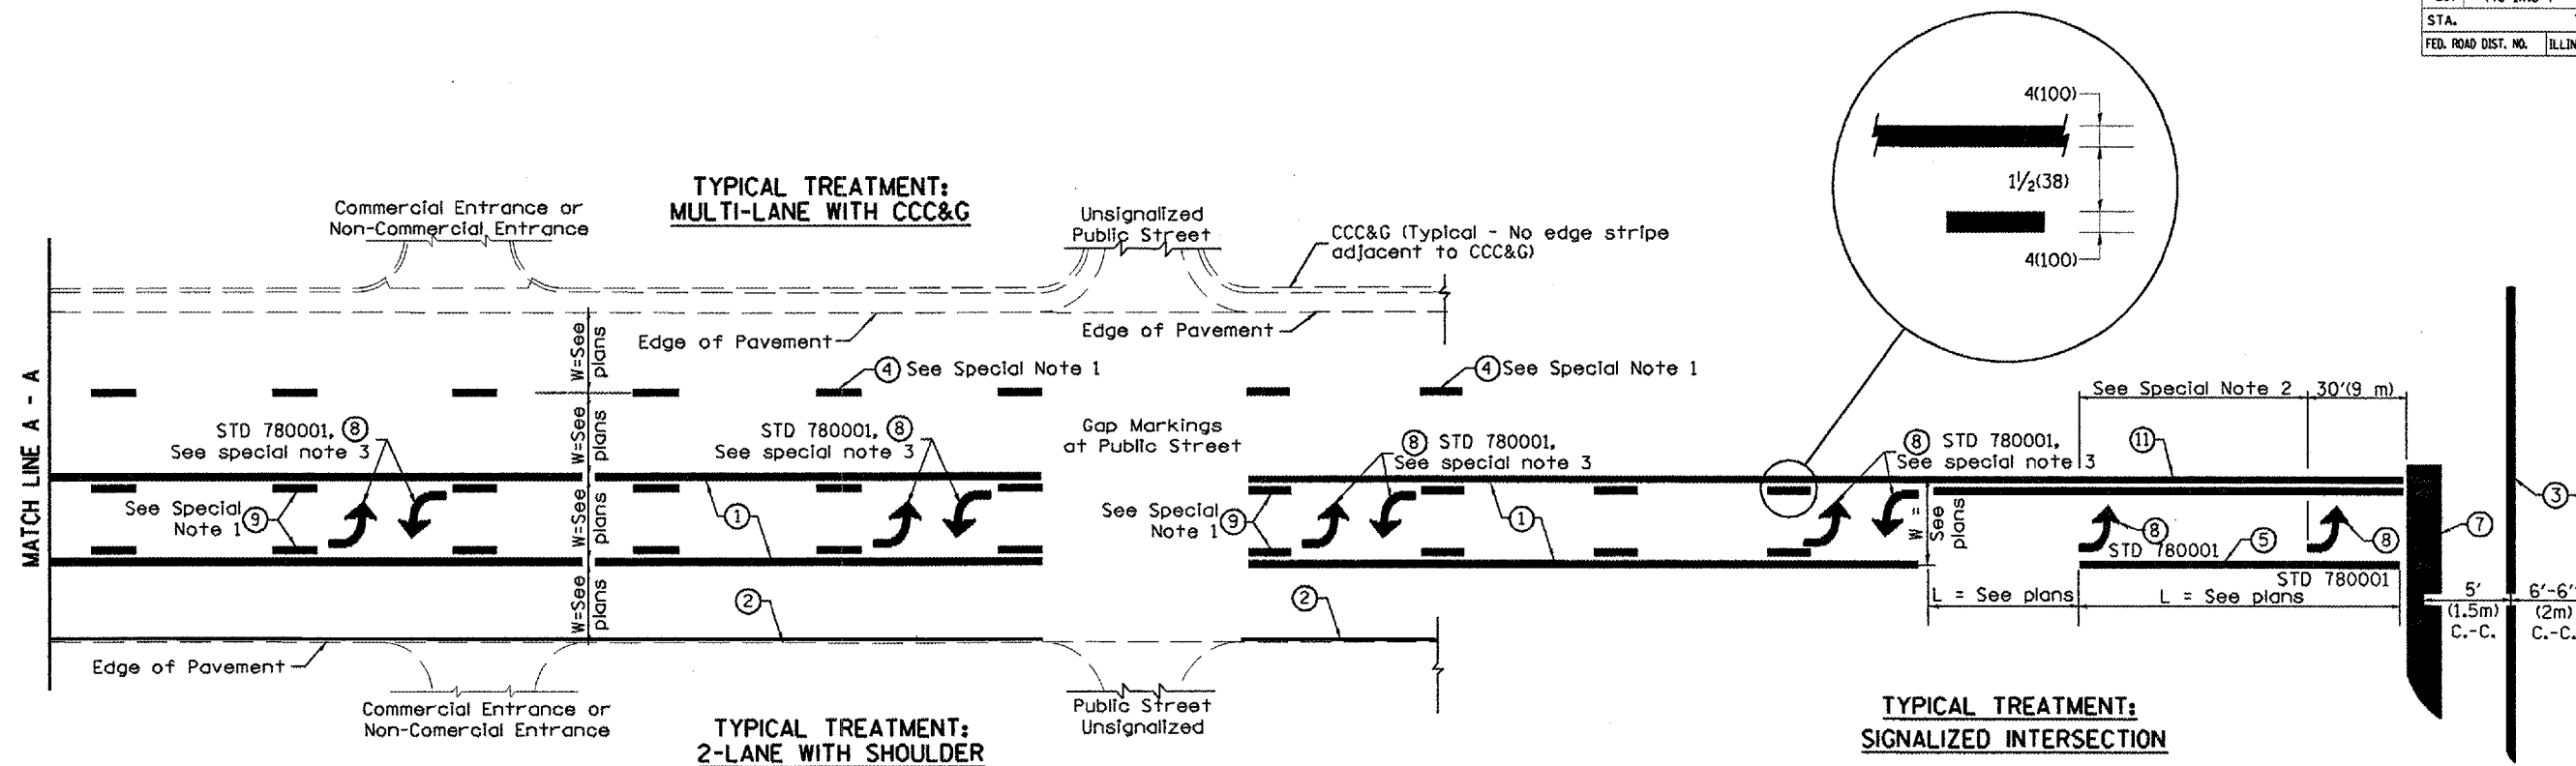 STA.
FED. ROAD DIST. NO.
4(100)
1½(38)
4(100)
TYPICAL TREATMENT:
MULTI-LANE WITH CCC&G
Commercial Entrance or
Non-Commercial Entrance
Unsignalized
Public Street
CCC&G (Typical - No edge stripe
adjacent to CCC&G)
Edge of Pavement
Edge of Pavement
MATCH LINE A - A
W=See
plans
W=See
plans
W=See
plans
W=See
plans
4 See Special Note 1
4 See Special Note 1
See Special Note 2
30'(9 m)
STD 780001, 8
See special note 3
STD 780001, 8
See special note 3
Gap Markings
at Public Street
8 STD 780001,
See special note 3
8 STD 780001,
See special note 3
11
3
See Special
Note 1
9
1
See Special
Note 1
9
1
W =
See
plans
8
STD 780001
5
8
7
STD 780001
L = See plans
L = See plans
5'
(1.5m)
C.-C.
6'-6"
(2m)
C.-C.
2
2
Edge of Pavement
Commercial Entrance or
Non-Comercial Entrance
Public Street
Unsignalized
TYPICAL TREATMENT:
2-LANE WITH SHOULDER
TYPICAL TREATMENT:
SIGNALIZED INTERSECTION